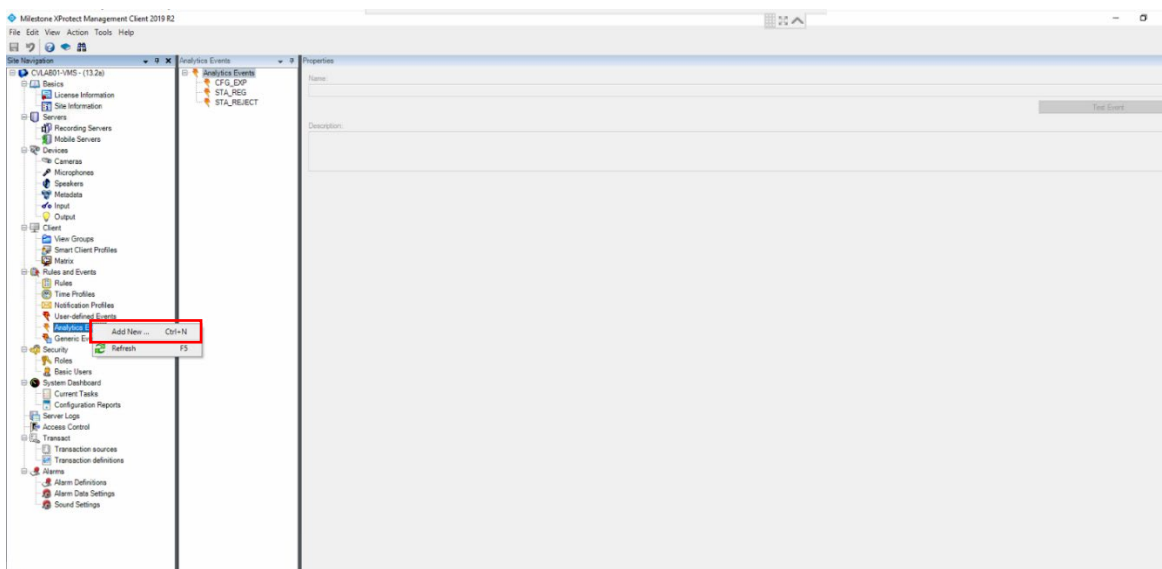 Milestone XProtect Management Client 2019 R2
File Edit View Action Tools Help
Site Navigation
CVLAB01-VMS - (13.2a)
Basics
License Information
Site Information
Servers
Recording Servers
Mobile Servers
Devices
Cameras
Microphones
Speakers
Metadata
Input
Output
Client
View Groups
Smart Client Profiles
Matrix
Rules and Events
Rules
Time Profiles
Notification Profiles
User-defined Events
Analytics E
Generic Ev
Security
Roles
Basic Users
System Dashboard
Current Tasks
Configuration Reports
Server Logs
Access Control
Transact
Transaction sources
Transaction definitions
Alarms
Alarm Definitions
Alarm Data Settings
Sound Settings
Add New ... Ctrl+N
Refresh F5
Analytics Events
Analytics Events
CFG_EXP
STA_REG
STA_REJECT
Properties
Name:
Test Event
Description: